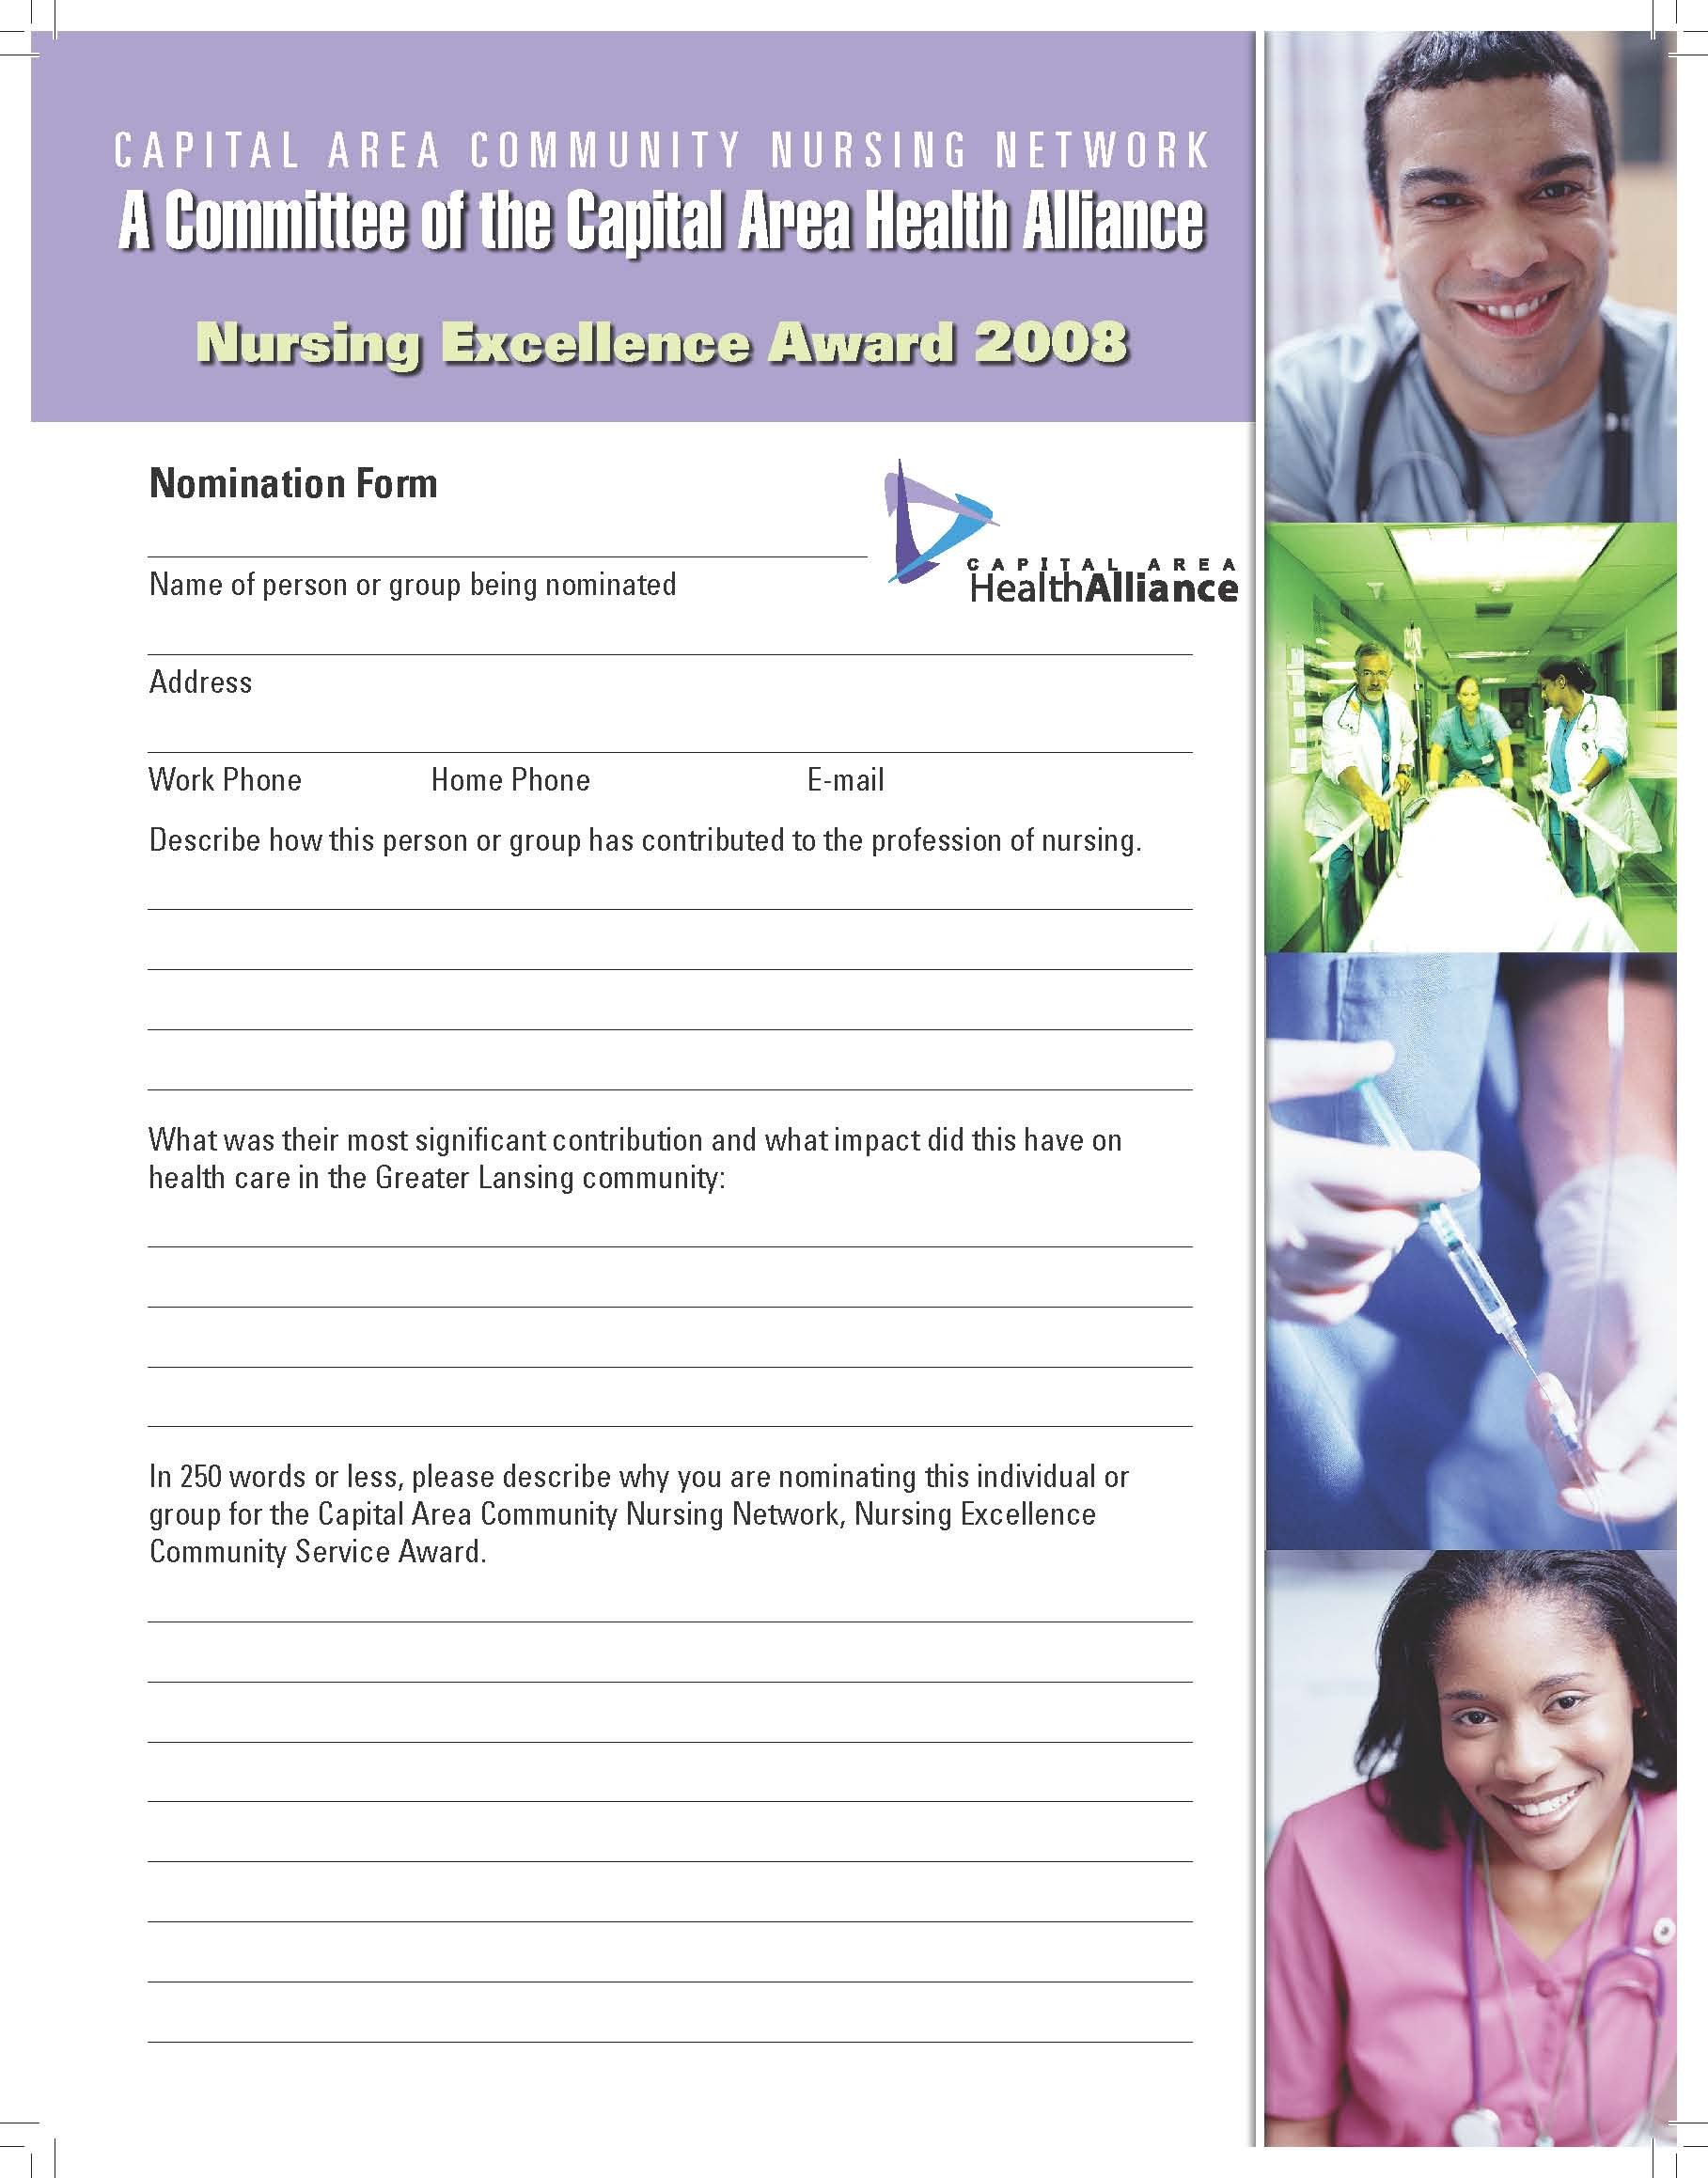 CAPITAL AREA COMMUNITY NURSING NETWORK
A Committee of the Capital Area Health Alliance
Nursing Excellence Award 2008
Nomination Form
CAPITAL AREA
HealthAlliance
Name of person or group being nominated
Address
Work Phone Home Phone E-mail
Describe how this person or group has contributed to the profession of nursing.
What was their most significant contribution and what impact did this have on
health care in the Greater Lansing community:
In 250 words or less, please describe why you are nominating this individual or
group for the Capital Area Community Nursing Network, Nursing Excellence
Community Service Award.